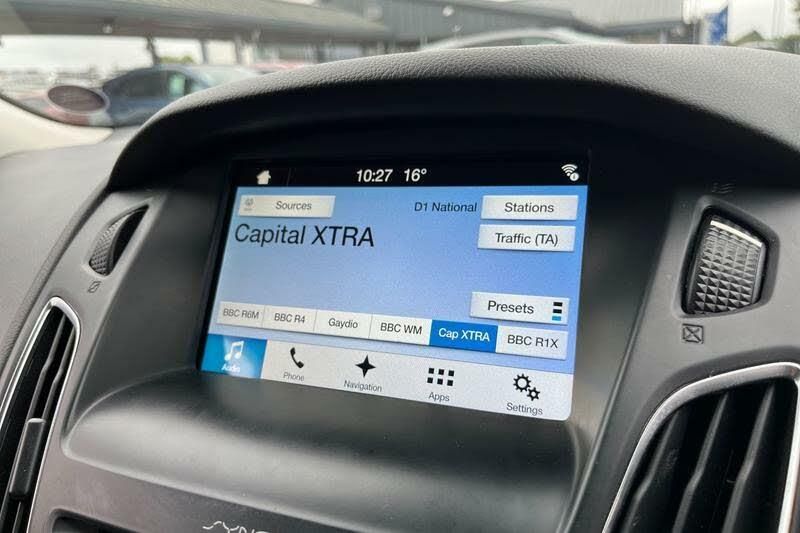 10:27 16°
Sources
D1 National
Stations
Capital XTRA
Traffic (TA)
Presets
BBC R6M
BBC R4
Gaydio
BBC WM
Cap XTRA
BBC R1X
Audio
Phone
Navigation
Apps
Settings